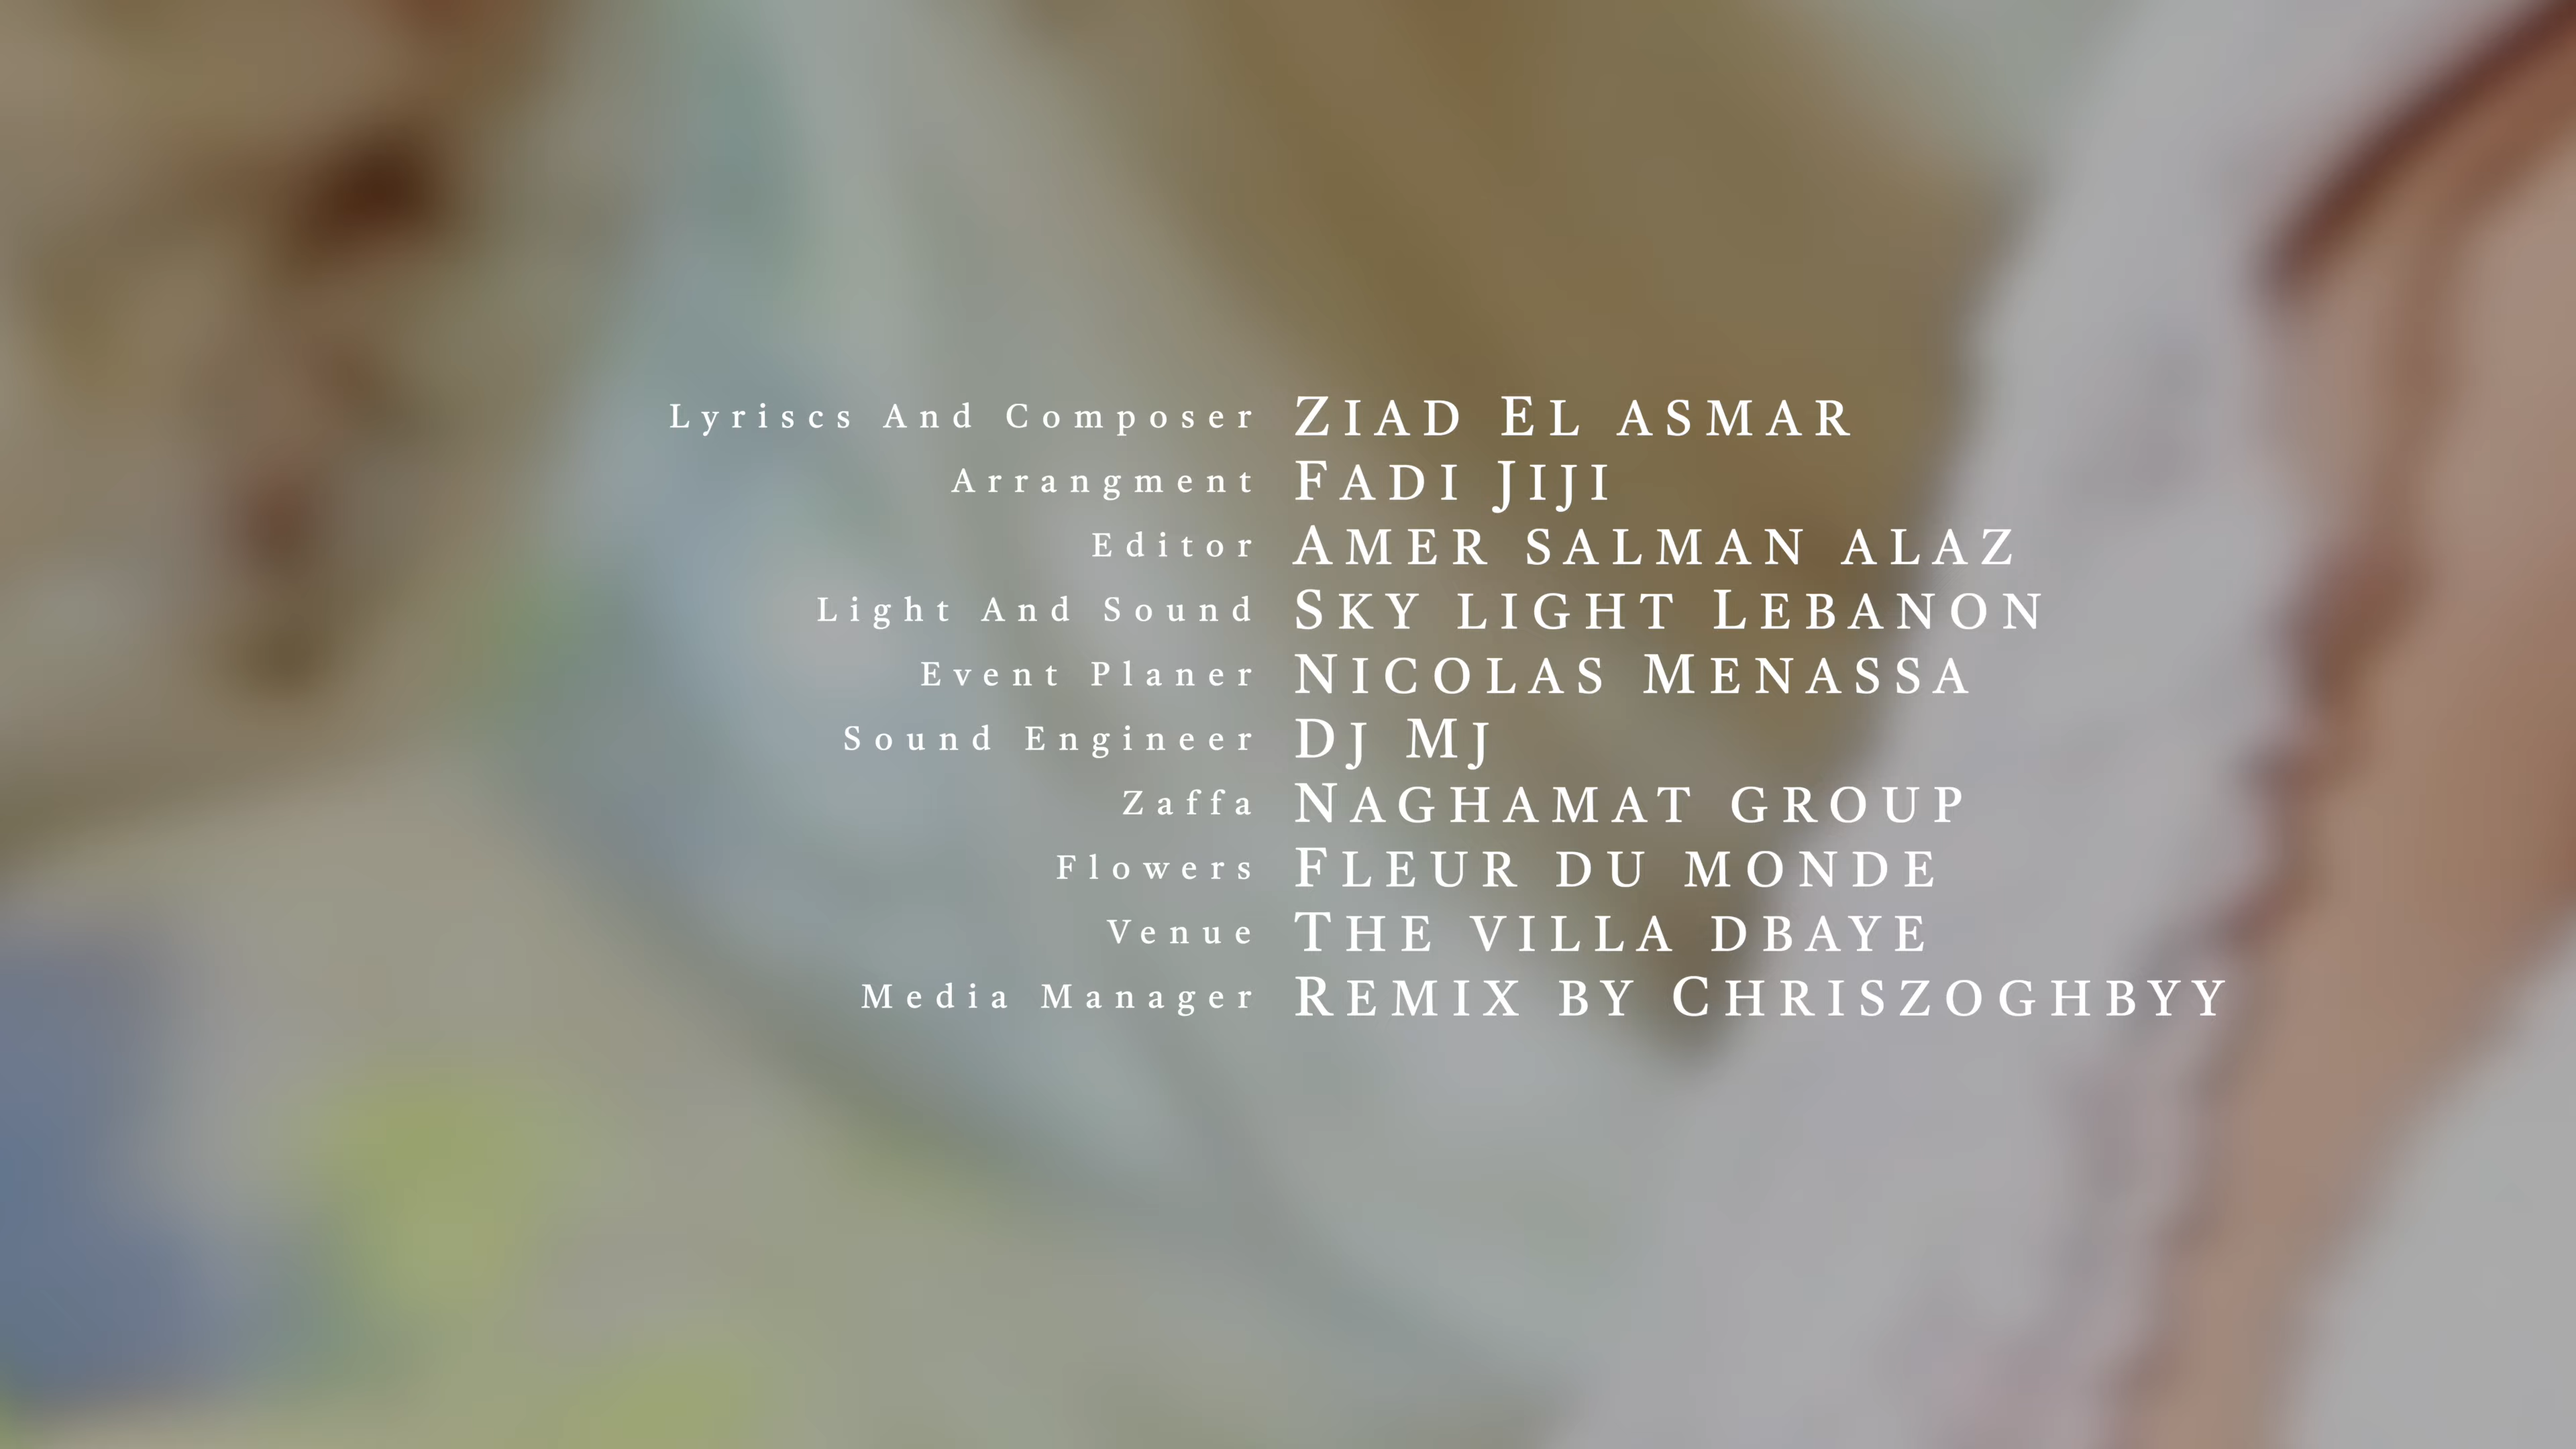 Lyriscs And Composer ZIAD EL ASMAR
Arrangment FADI JIJI
Editor AMER SALMAN ALAZ
Light And Sound SKY LIGHT LEBANON
Event Planer NICOLAS MENASSA
Sound Engineer DJ MJ
Zaffa NAGHAMAT GROUP
Flowers FLEUR DU MONDE
Venue THE VILLA DBAYE
Media Manager REMIX BY CHRISZOGHBYY